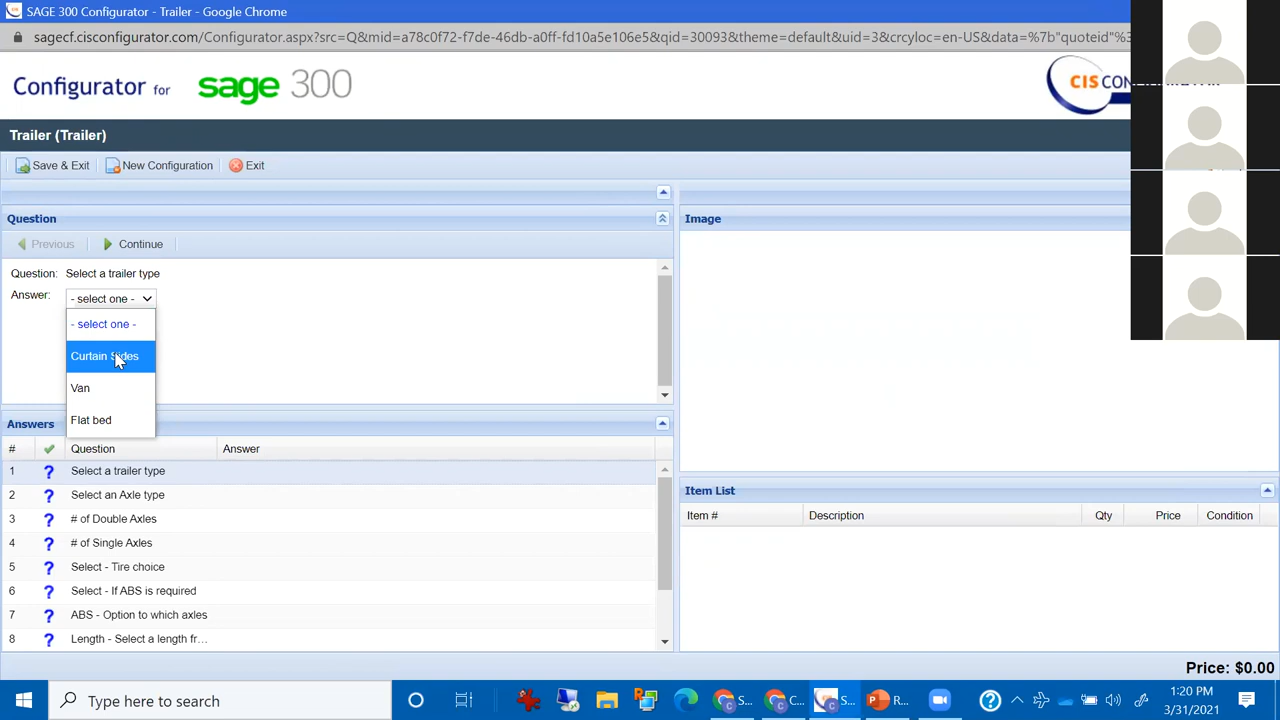 SAGE 300 Configurator - Trailer - Google Chrome
sagecf.cisconfigurator.com/Configurator.aspx?src=Q&mid=a78c0f72-f7de-46db-a0ff-fd10a5e106e5&qid=30093&theme=default&uid=3&crcyloc=en-US&data=%7b"quoteid"%
Configurator for sage 300
CISCON
Trailer (Trailer)
Save & Exit New Configuration Exit
Question
Image
Previous Continue
Question: Select a trailer type
Answer: - select one -
- select one -
Curtain Sides
Van
Flat bed
Answers
# Question Answer
1 ? Select a trailer type
2 ? Select an Axle type
3 ? # of Double Axles
4 ? # of Single Axles
5 ? Select - Tire choice
6 ? Select - If ABS is required
7 ? ABS - Option to which axles
8 ? Length - Select a length fr...
Item List
Item # Description Qty Price Condition
Price: $0.00
Type here to search
S...
C...
S...
R...
1:20 PM
3/31/2021